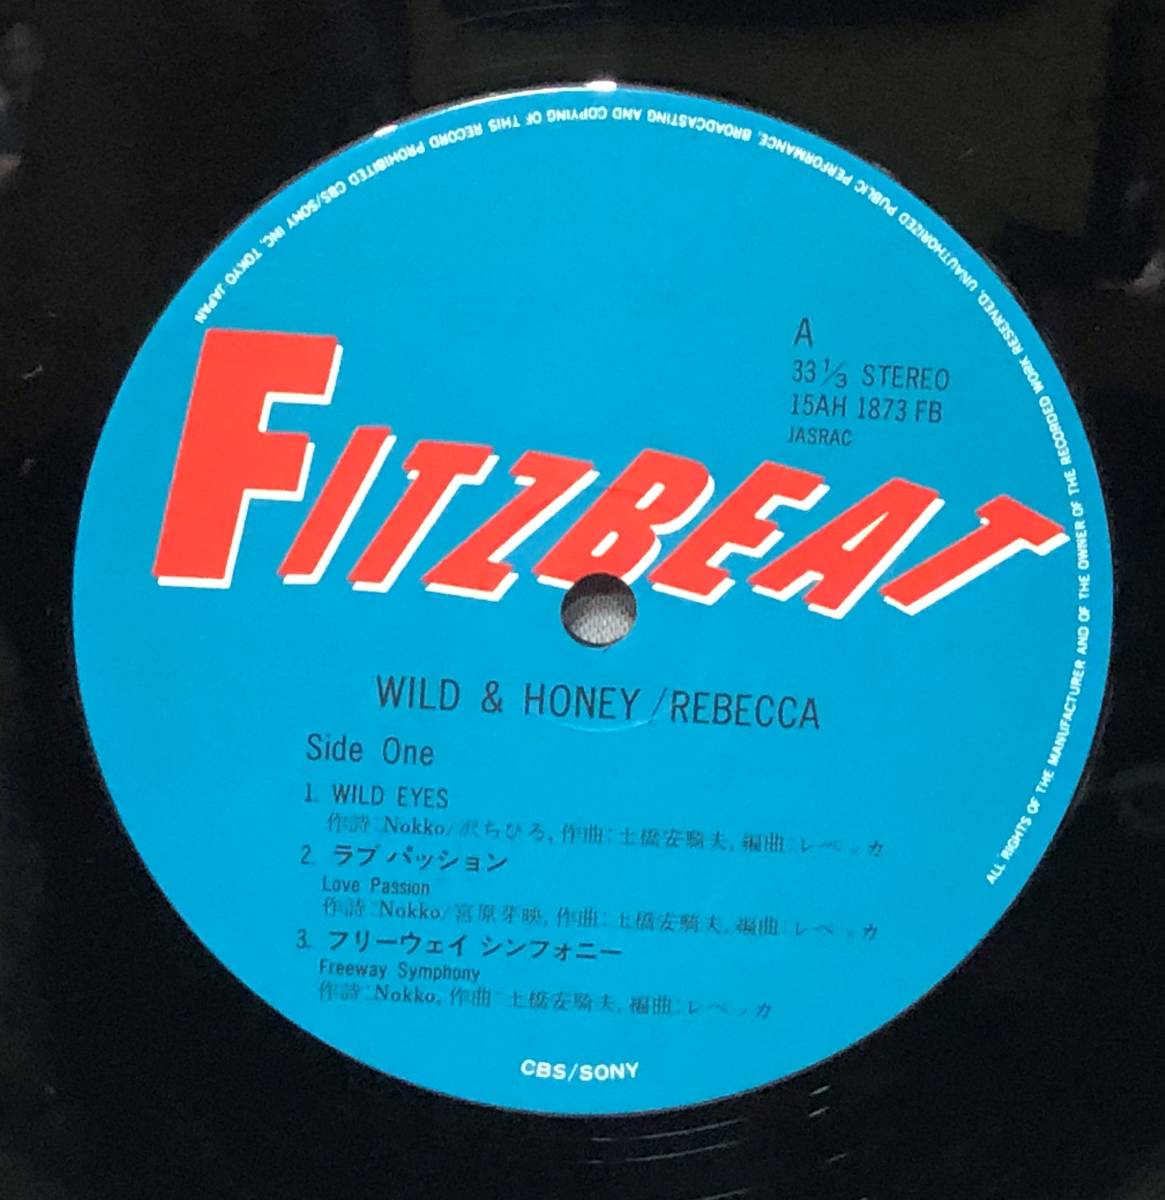 ALL RIGHTS OF THE MANUFACTURER AND OF THE OWNER OF THE RECORDED WORK RESERVED, UNAUTHORIZED PUBLIC PERFORMANCE, BROADCASTING AND COPYING OF THIS RECORD PROHIBITED CBS/SONY INC. TOKYO JAPAN
A
33 1/3 STEREO
15AH 1873 FB
JASRAC
FITZBEAT
WILD & HONEY/REBECCA
Side One
1. WILD EYES
作詩:Nokko/沢ちひろ, 作曲:土橋安騎夫, 編曲:レベッカ
2. ラブ パッション
Love Passion
作詩:Nokko/宮原芽映, 作曲:土橋安騎夫, 編曲:レベッカ
3. フリーウェイ シンフォニー
Freeway Symphony
作詩:Nokko, 作曲:土橋安騎夫, 編曲:レベッカ
CBS/SONY